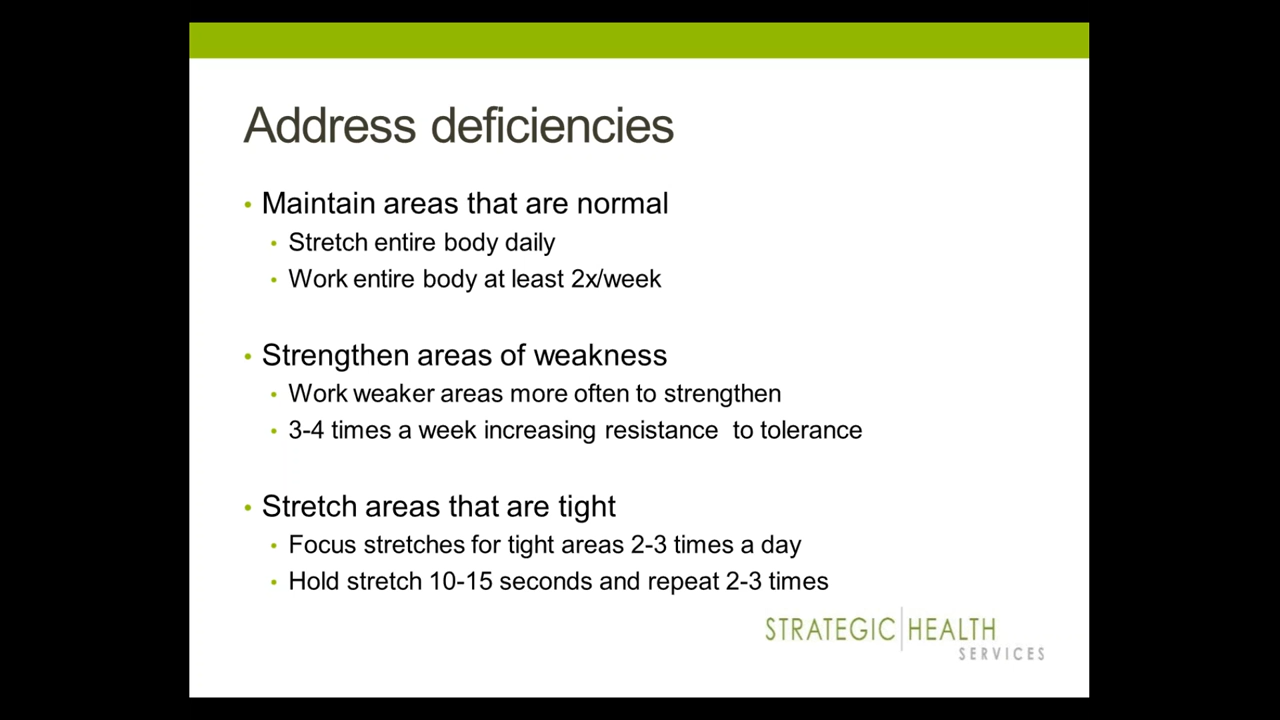 Address deficiencies
• Maintain areas that are normal
• Stretch entire body daily
• Work entire body at least 2x/week
• Strengthen areas of weakness
• Work weaker areas more often to strengthen
• 3-4 times a week increasing resistance  to tolerance
• Stretch areas that are tight
• Focus stretches for tight areas 2-3 times a day
• Hold stretch 10-15 seconds and repeat 2-3 times
STRATEGIC|HEALTH
SERVICES